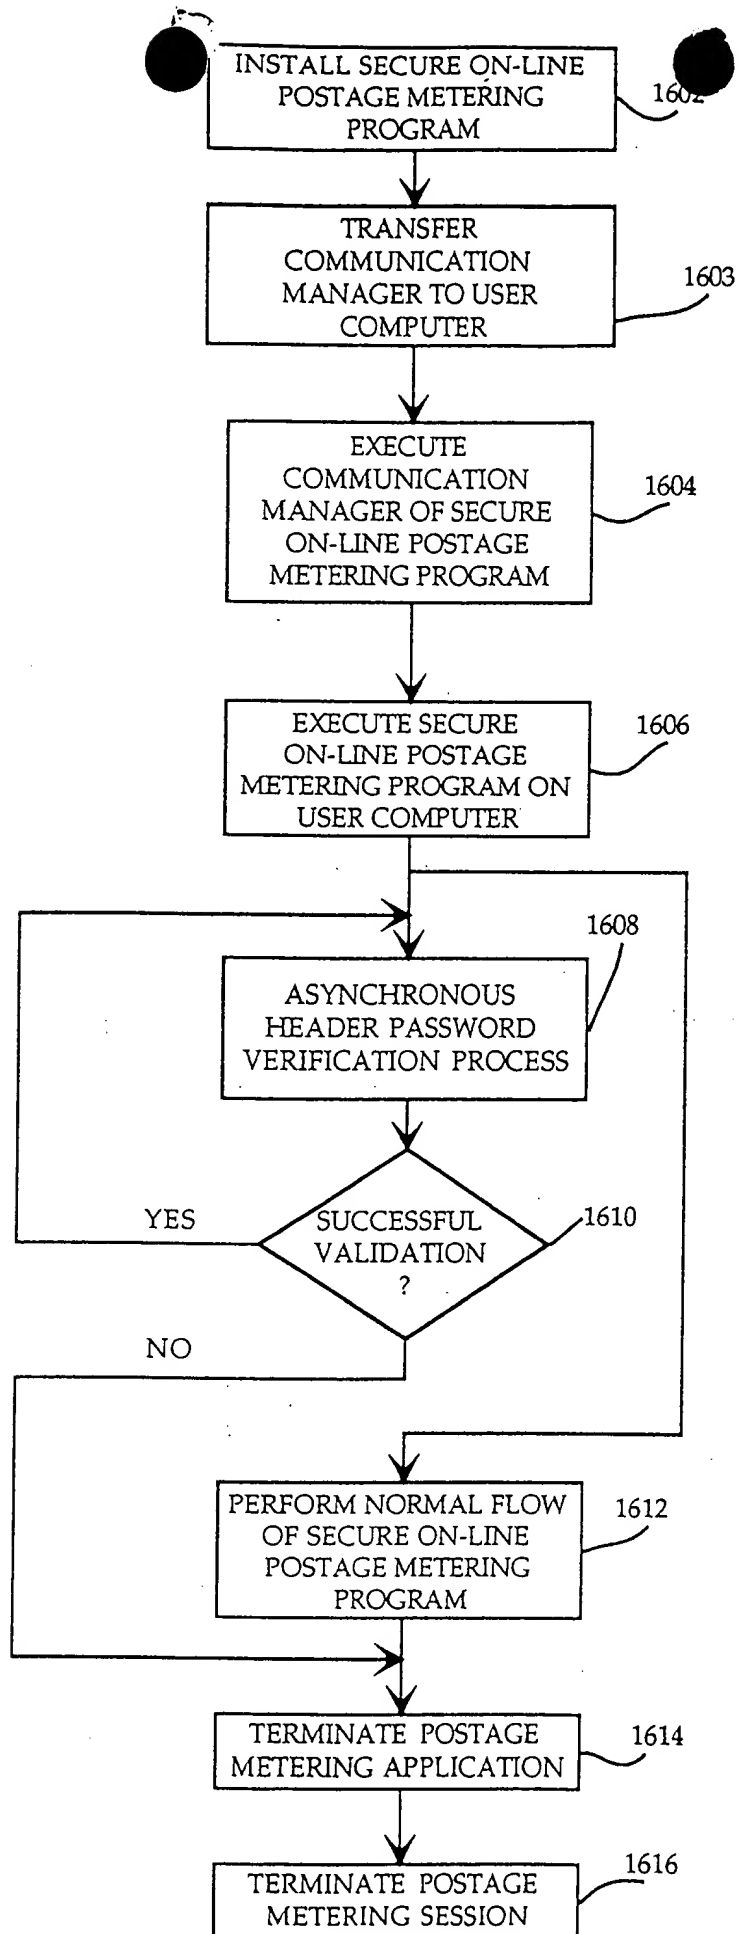 INSTALL SECURE ON-LINE
POSTAGE METERING
PROGRAM
1602
TRANSFER
COMMUNICATION
MANAGER TO USER
COMPUTER
1603
EXECUTE
COMMUNICATION
MANAGER OF SECURE
ON-LINE POSTAGE
METERING PROGRAM
1604
EXECUTE SECURE
ON-LINE POSTAGE
METERING PROGRAM ON
USER COMPUTER
1606
ASYNCHRONOUS
HEADER PASSWORD
VERIFICATION PROCESS
1608
YES
SUCCESSFUL
VALIDATION
?
1610
NO
PERFORM NORMAL FLOW
OF SECURE ON-LINE
POSTAGE METERING
PROGRAM
1612
TERMINATE POSTAGE
METERING APPLICATION
1614
TERMINATE POSTAGE
METERING SESSION
1616